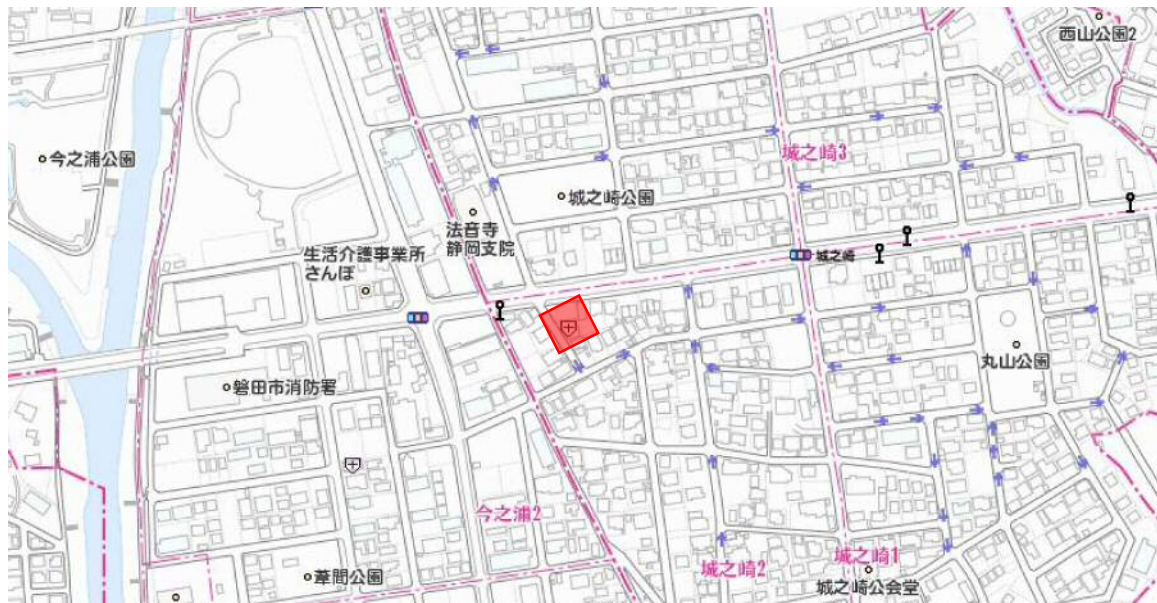 西山公園2
今之浦公園
城之崎3
城之崎公園
法音寺
静岡支院
生活介護事業所
さんぽ
城之崎
丸山公園
磐田市消防署
今之浦2
城之崎2
城之崎1
葦間公園
城之崎公会堂